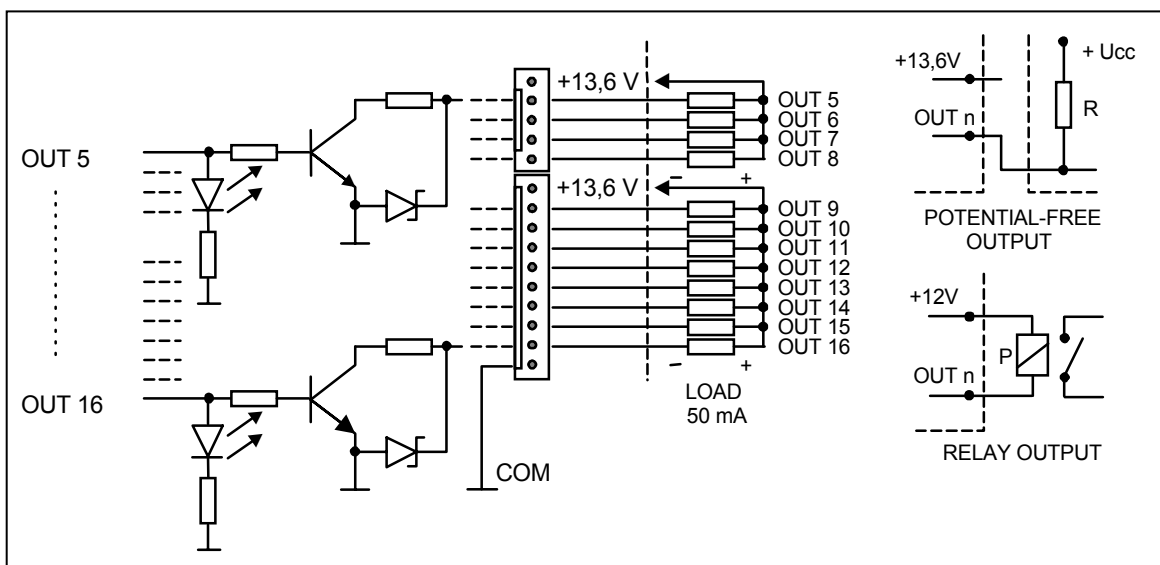 OUT 5
OUT 16
+13,6 V
OUT 5
OUT 6
OUT 7
OUT 8
− +
+13,6 V
OUT 9
OUT 10
OUT 11
OUT 12
OUT 13
OUT 14
OUT 15
OUT 16
− +
LOAD
50 mA
COM
+13,6V
+ Ucc
OUT n
R
POTENTIAL-FREE
OUTPUT
+12V
P
OUT n
RELAY OUTPUT